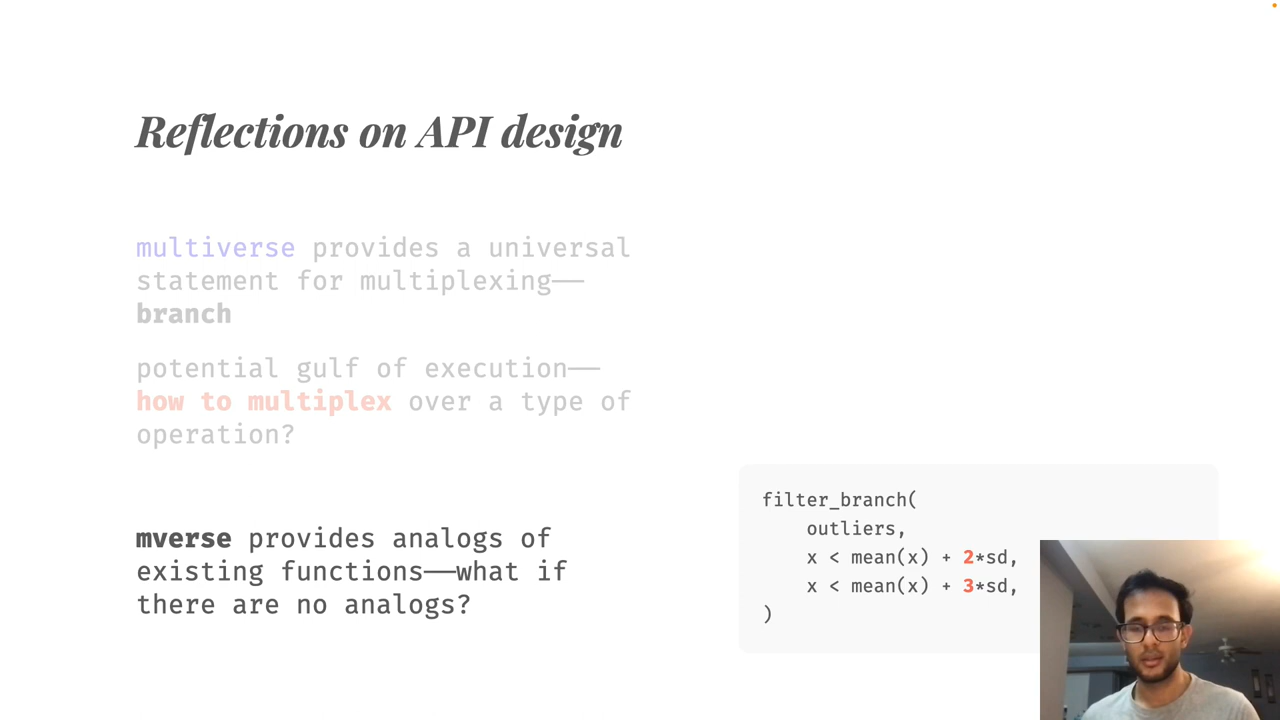 Reflections on API design
multiverse provides a universal
statement for multiplexing——
branch
potential gulf of execution——
how to multiplex over a type of
operation?
mverse provides analogs of
existing functions——what if
there are no analogs?
filter_branch(
outliers,
x < mean(x) + 2*sd,
x < mean(x) + 3*sd,
)